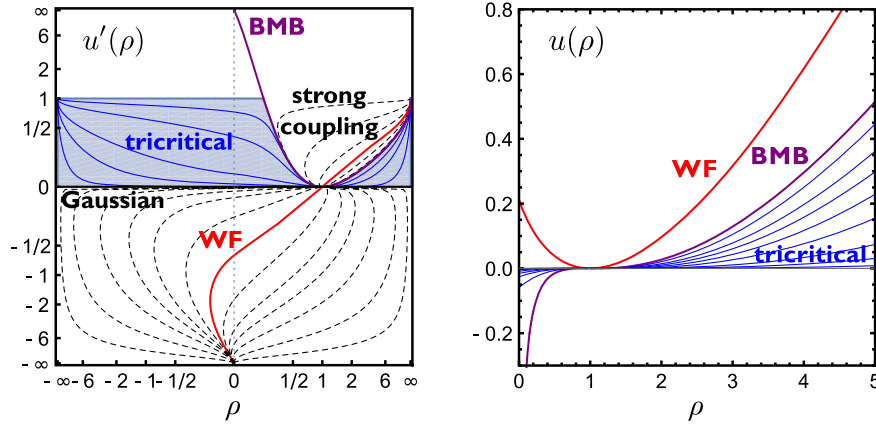 ∞
6
2
1
1/2
0
- 1/2
- 1
- 2
- 6
- ∞
u′(ρ)
BMB
strong
coupling
tricritical
Gaussian
WF
- ∞ - 6 - 2 - 1 - 1/2 0 1/2 1 2 6 ∞
ρ
0.8
0.6
0.4
0.2
0.0
- 0.2
u(ρ)
WF
BMB
tricritical
0 1 2 3 4 5
ρ